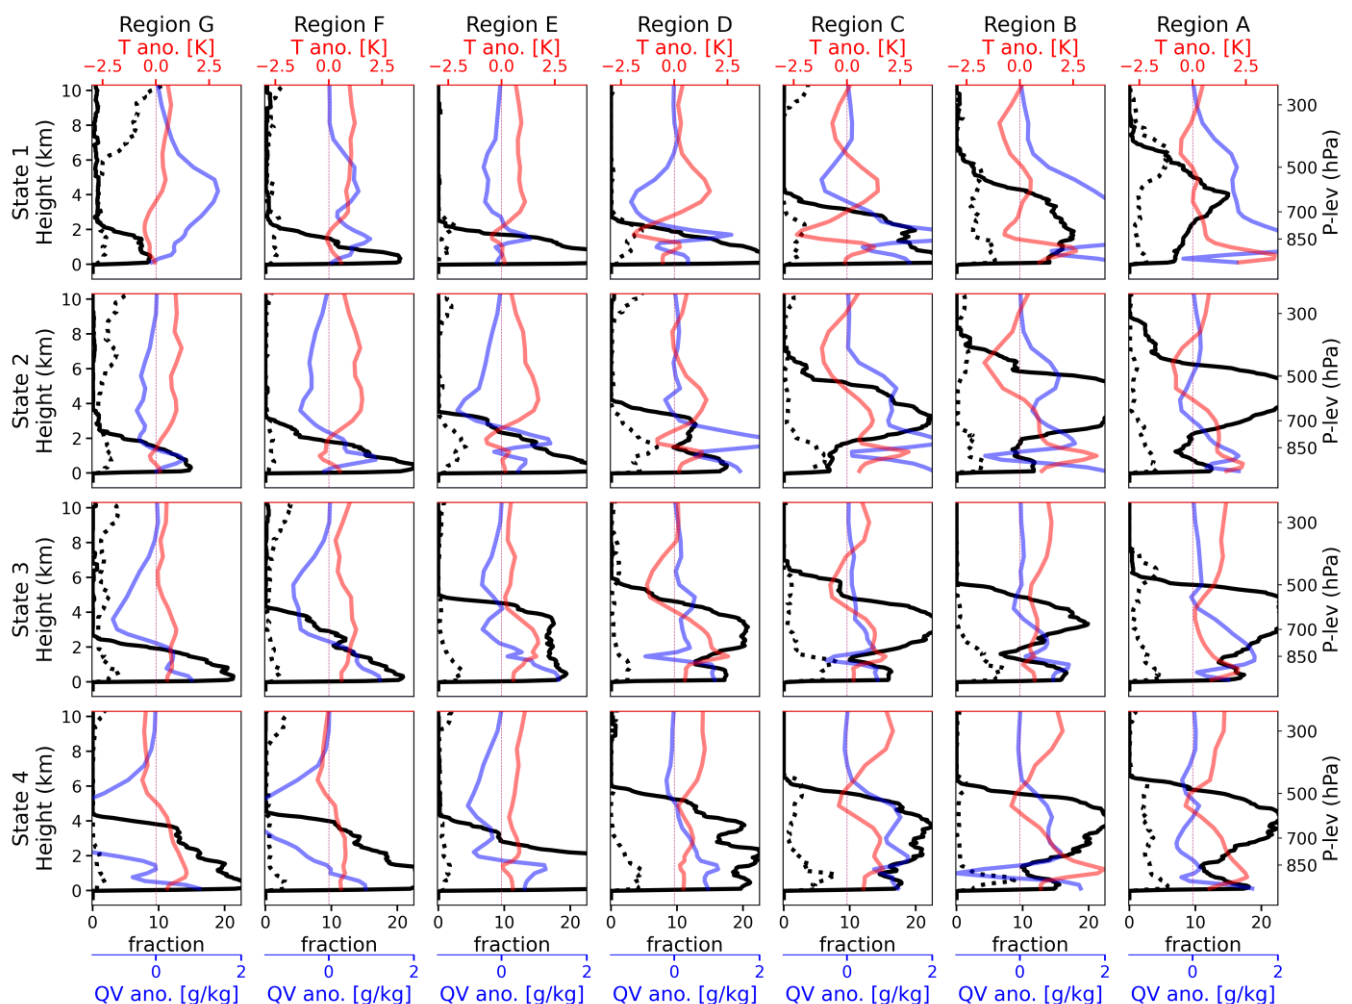 Region G Region F Region E Region D Region C Region B Region A
T ano. [K] T ano. [K] T ano. [K] T ano. [K] T ano. [K] T ano. [K] T ano. [K]
−2.5 0.0 2.5 −2.5 0.0 2.5 −2.5 0.0 2.5 −2.5 0.0 2.5 −2.5 0.0 2.5 −2.5 0.0 2.5 −2.5 0.0 2.5
State 1
Height (km)
10
8
6
4
2
0
300
500
700
850
P-lev (hPa)
State 2
Height (km)
10
8
6
4
2
0
300
500
700
850
P-lev (hPa)
State 3
Height (km)
10
8
6
4
2
0
300
500
700
850
P-lev (hPa)
State 4
Height (km)
10
8
6
4
2
0
300
500
700
850
P-lev (hPa)
0 10 20 0 10 20 0 10 20 0 10 20 0 10 20 0 10 20 0 10 20
fraction fraction fraction fraction fraction fraction fraction
0 2 0 2 0 2 0 2 0 2 0 2 0 2
QV ano. [g/kg] QV ano. [g/kg] QV ano. [g/kg] QV ano. [g/kg] QV ano. [g/kg] QV ano. [g/kg] QV ano. [g/kg]